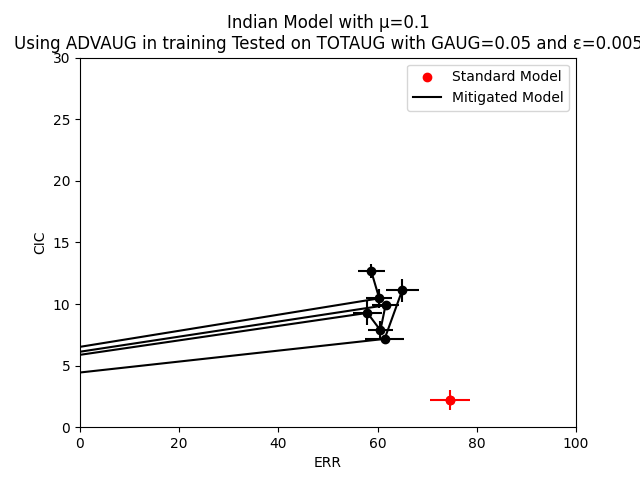 Indian Model with μ=0.1
Using ADVAUG in training Tested on TOTAUG with GAUG=0.05 and ε=0.005
30
25
20
15
10
5
0
CIC
Standard Model
Mitigated Model
0 20 40 60 80 100
ERR